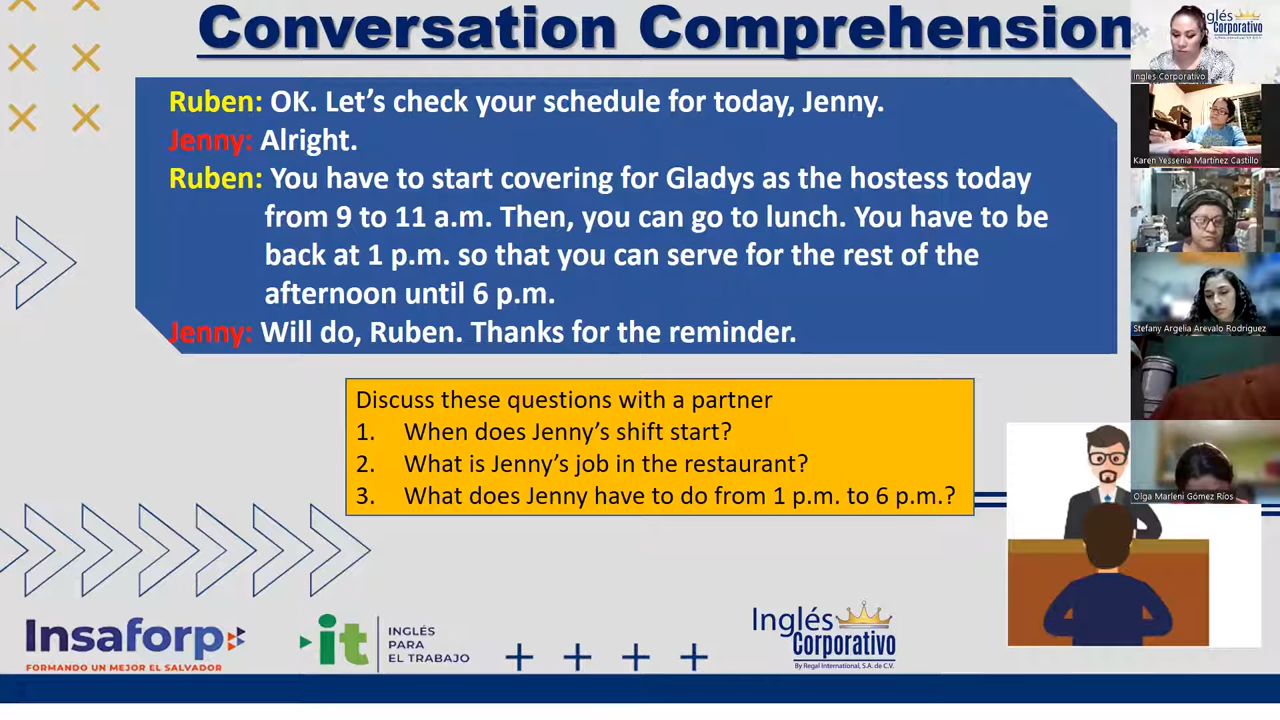 Conversation Comprehension
Ruben: OK. Let's check your schedule for today, Jenny.
Jenny: Alright.
Ruben: You have to start covering for Gladys as the hostess today
from 9 to 11 a.m. Then, you can go to lunch. You have to be
back at 1 p.m. so that you can serve for the rest of the
afternoon until 6 p.m.
Jenny: Will do, Ruben. Thanks for the reminder.
Discuss these questions with a partner
1. When does Jenny's shift start?
2. What is Jenny's job in the restaurant?
3. What does Jenny have to do from 1 p.m. to 6 p.m.?
Insaforp
FORMANDO UN MEJOR EL SALVADOR
it
INGLÉS
PARA
EL TRABAJO
Inglés
Corporativo
By Regal International, S.A. de C.V.
Corporativo
Inglés Corporativo
Karen Yessenia Martínez Castillo
Stefany Argelia Arevalo Rodriguez
Olga Marleni Gómez Ríos